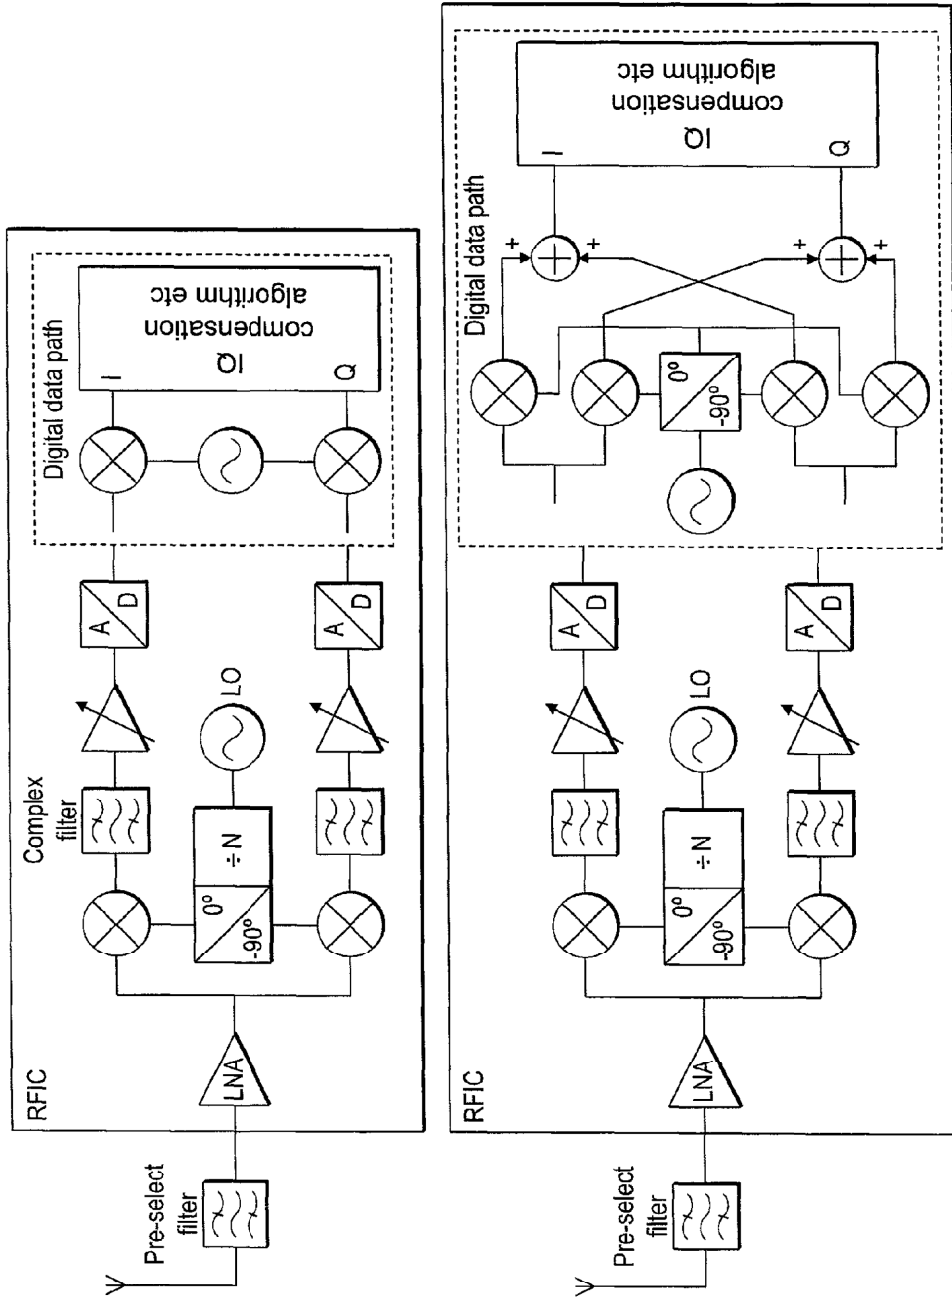 RFIC
Pre-select
filter
LNA
0°
-90°
÷N
LO
Complex
filter
A
D
A
D
Digital data path
I
Q
IQ
compensation
algorithm
etc
RFIC
Pre-select
filter
LNA
0°
-90°
÷N
LO
A
D
A
D
Digital data path
0°
-90°
+
+
+
+
I
Q
IQ
compensation
algorithm
etc